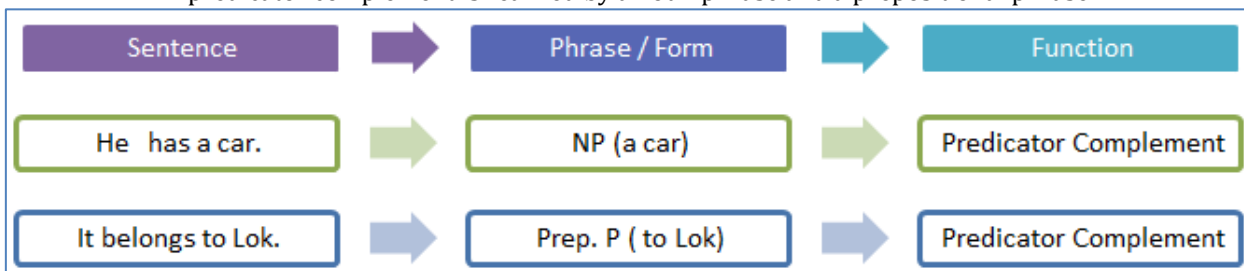 Sentence Phrase / Form Function
He has a car. NP (a car) Predicator Complement
It belongs to Lok. Prep. P ( to Lok) Predicator Complement